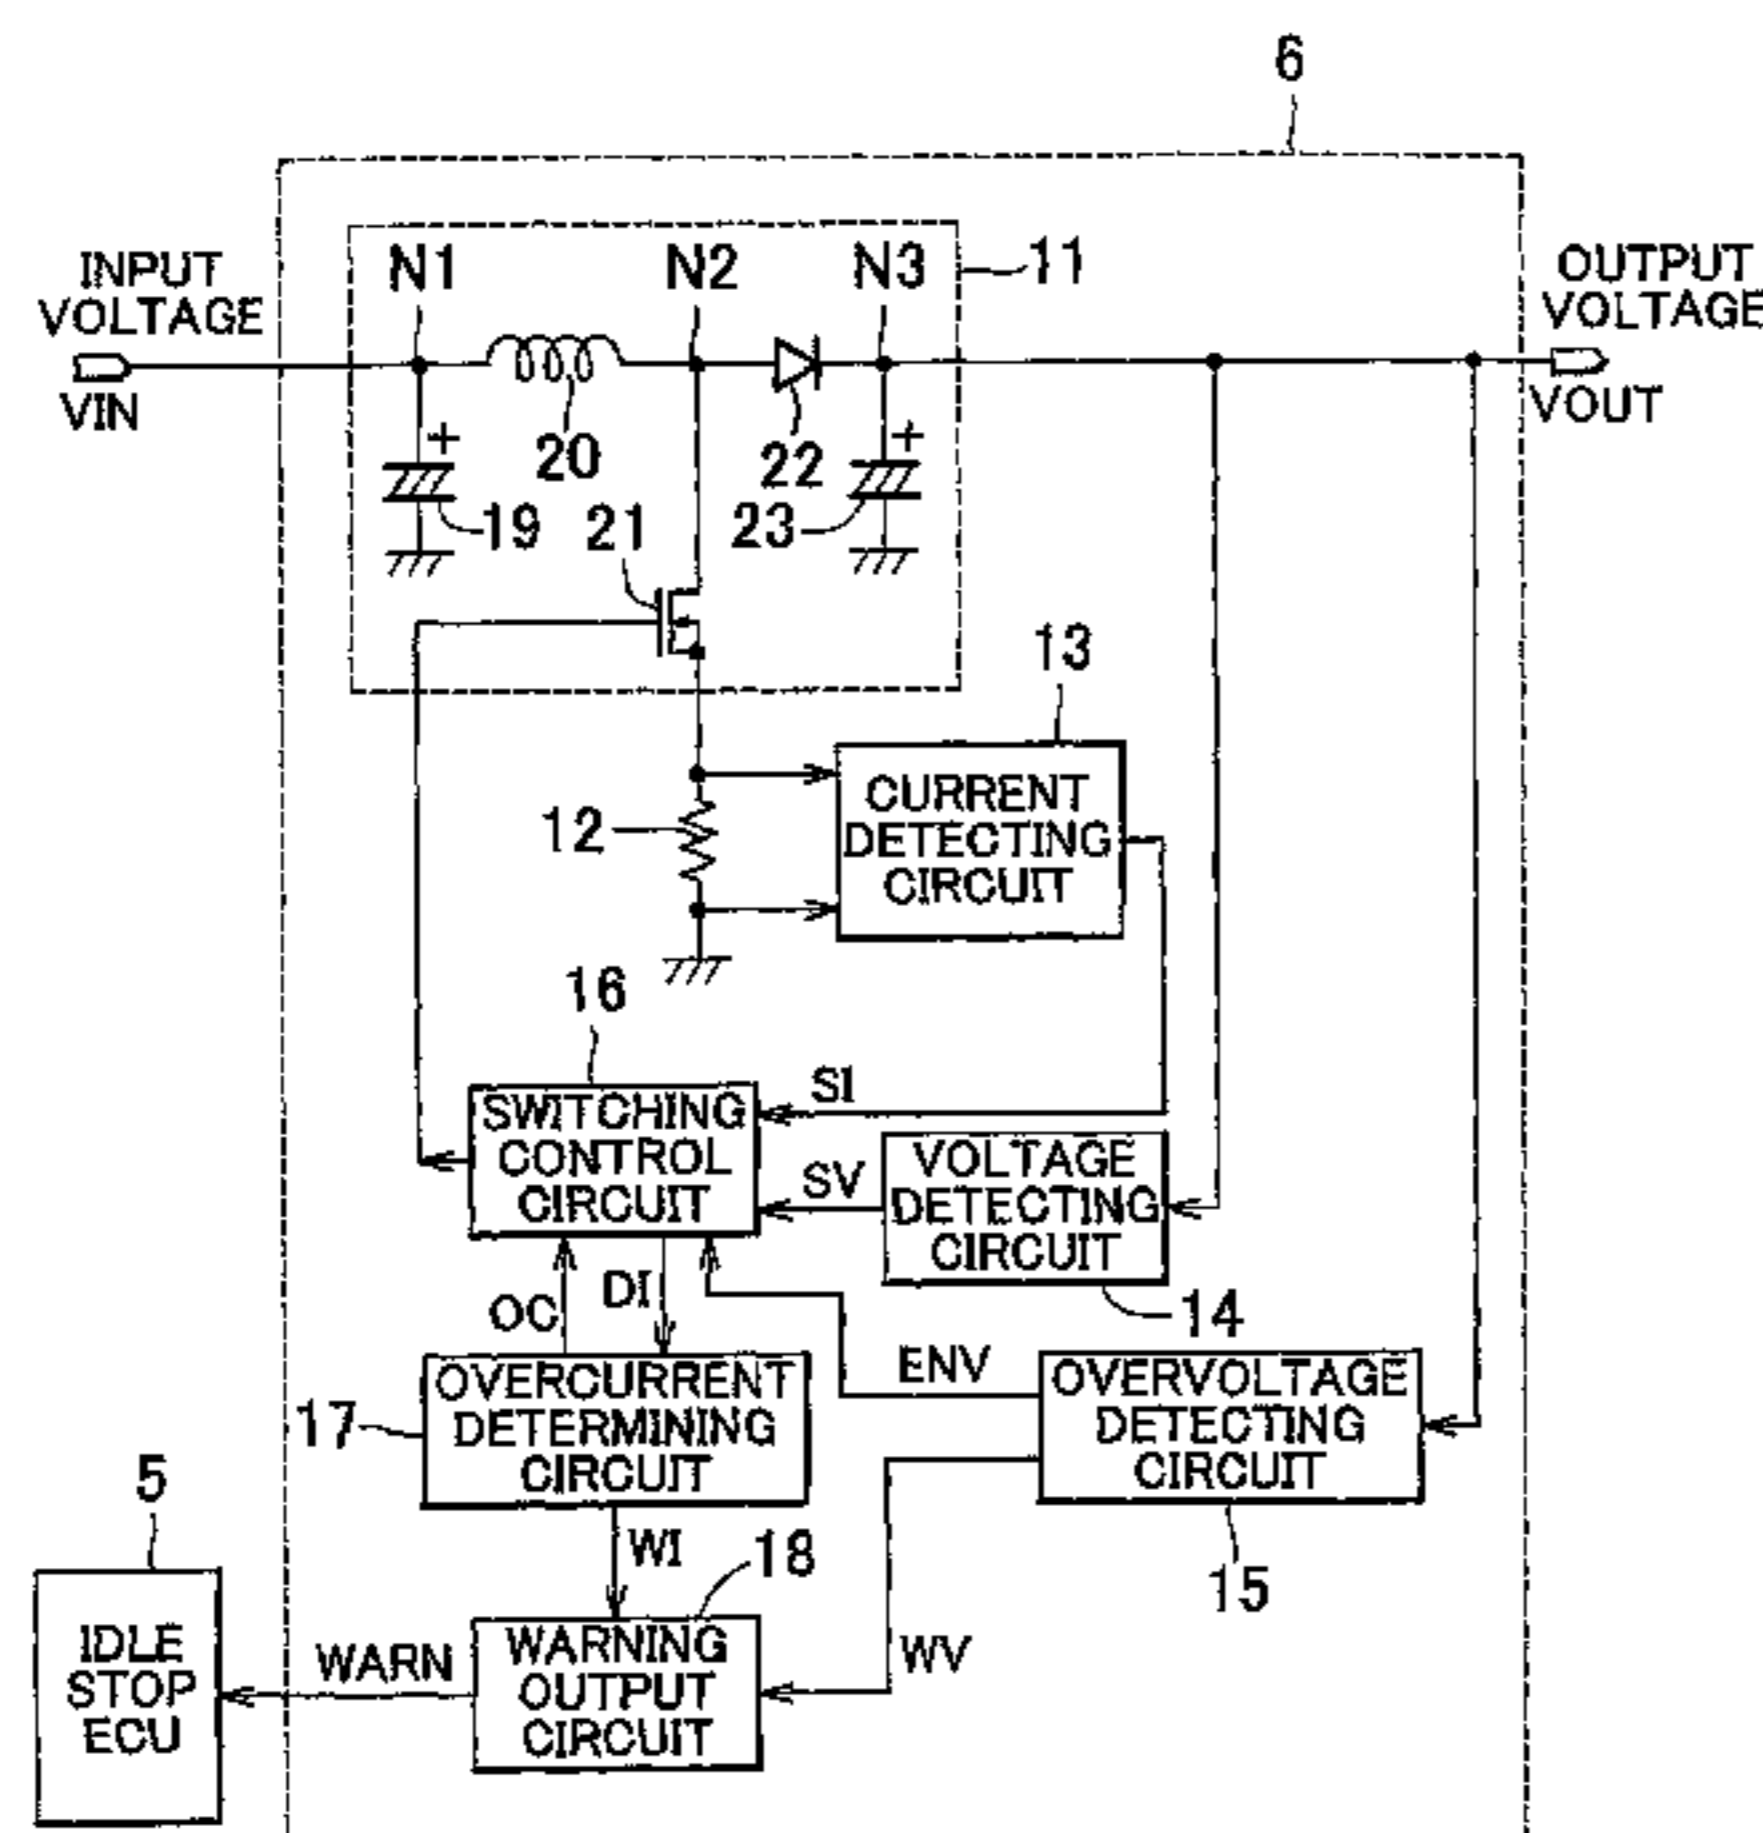 6
INPUT
VOLTAGE
VIN
N1
N2
N3
11
OUTPUT
VOLTAGE
VOUT
20
22
19
21
23
13
12
CURRENT
DETECTING
CIRCUIT
16
SI
SWITCHING
CONTROL
CIRCUIT
SV
VOLTAGE
DETECTING
CIRCUIT
14
OC
DI
ENV
17
OVERCURRENT
DETERMINING
CIRCUIT
OVERVOLTAGE
DETECTING
CIRCUIT
15
5
WI
18
IDLE
STOP
ECU
WARN
WARNING
OUTPUT
CIRCUIT
WV